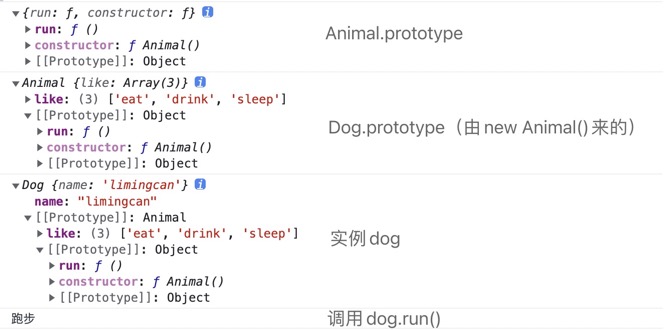 ▼{run: ƒ, constructor: ƒ} i
▶run: ƒ ()
Animal.prototype
▶constructor: ƒ Animal()
▶[[Prototype]]: Object
▼Animal {like: Array(3)} i
▶like: (3) ['eat', 'drink', 'sleep']
▼[[Prototype]]: Object
▶run: ƒ ()
Dog.prototype（由 new Animal() 来的）
▶constructor: ƒ Animal()
▶[[Prototype]]: Object
▼Dog {name: 'limingcan'} i
name: "limingcan"
▼[[Prototype]]: Animal
▶like: (3) ['eat', 'drink', 'sleep']
实例 dog
▼[[Prototype]]: Object
▶run: ƒ ()
▶constructor: ƒ Animal()
▶[[Prototype]]: Object
跑步
调用 dog.run()